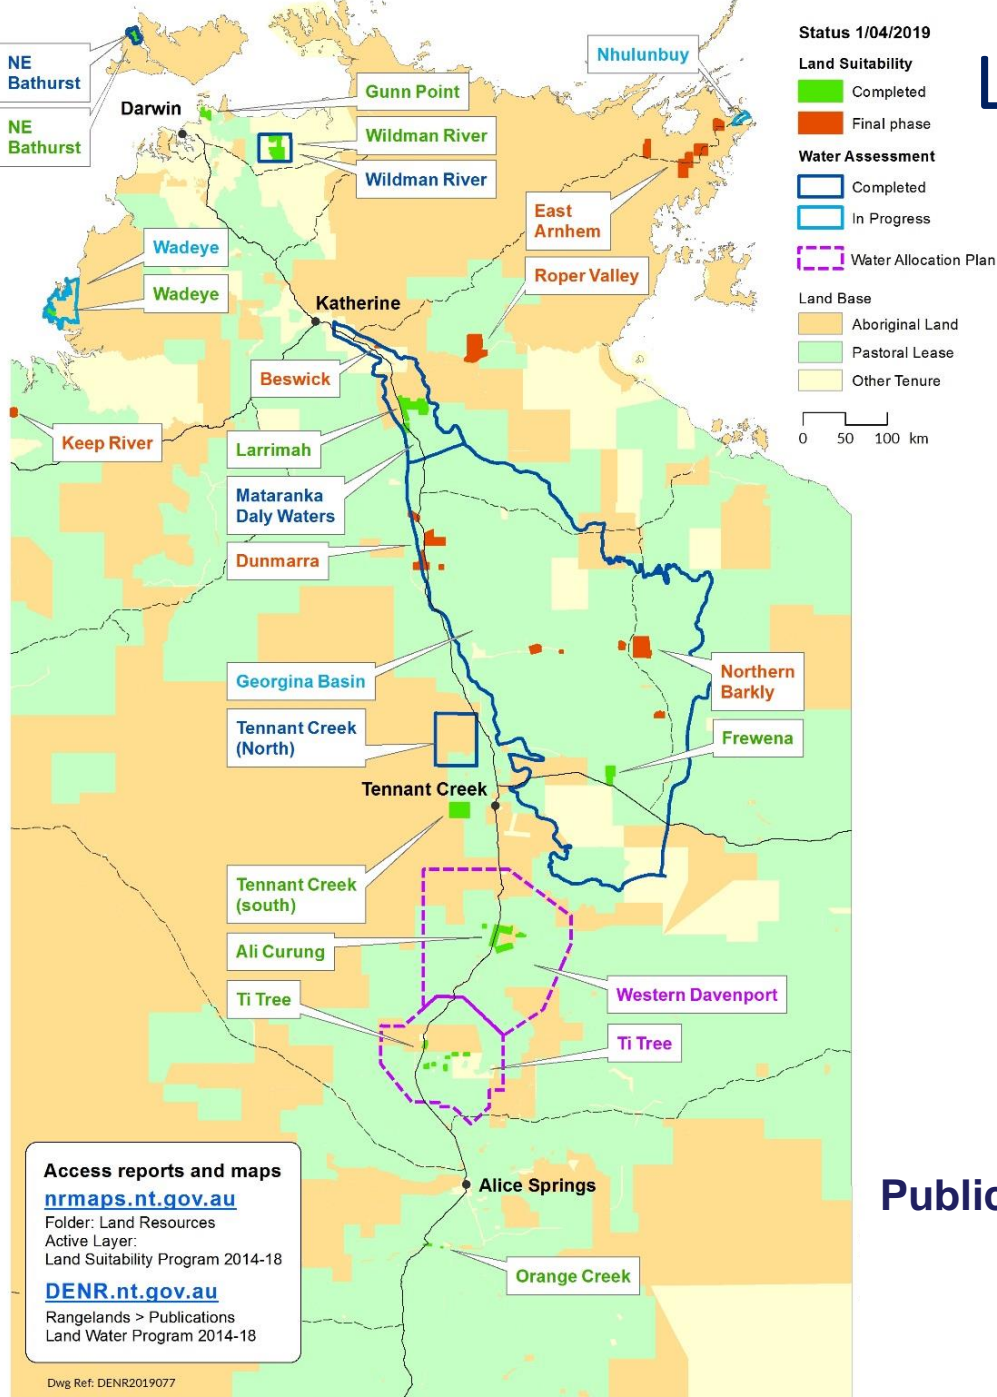 NE
Bathurst
NE
Bathurst
Darwin
Gunn Point
Wildman River
Wildman River
Nhulunbuy
East
Arnhem
Roper Valley
Wadeye
Wadeye
Katherine
Beswick
Keep River
Larrimah
Mataranka
Daly Waters
Dunmarra
Georgina Basin
Tennant Creek
(North)
Northern
Barkly
Frewena
Tennant Creek
Tennant Creek
(south)
Ali Curung
Ti Tree
Western Davenport
Ti Tree
Alice Springs
Orange Creek
Status 1/04/2019
Land Suitability
Completed
Final phase
Water Assessment
Completed
In Progress
Water Allocation Plan
Land Base
Aboriginal Land
Pastoral Lease
Other Tenure
0 50 100 km
L
Public
Access reports and maps
nrmaps.nt.gov.au
Folder: Land Resources
Active Layer:
Land Suitability Program 2014-18
DENR.nt.gov.au
Rangelands > Publications
Land Water Program 2014-18
Dwg Ref: DENR2019077